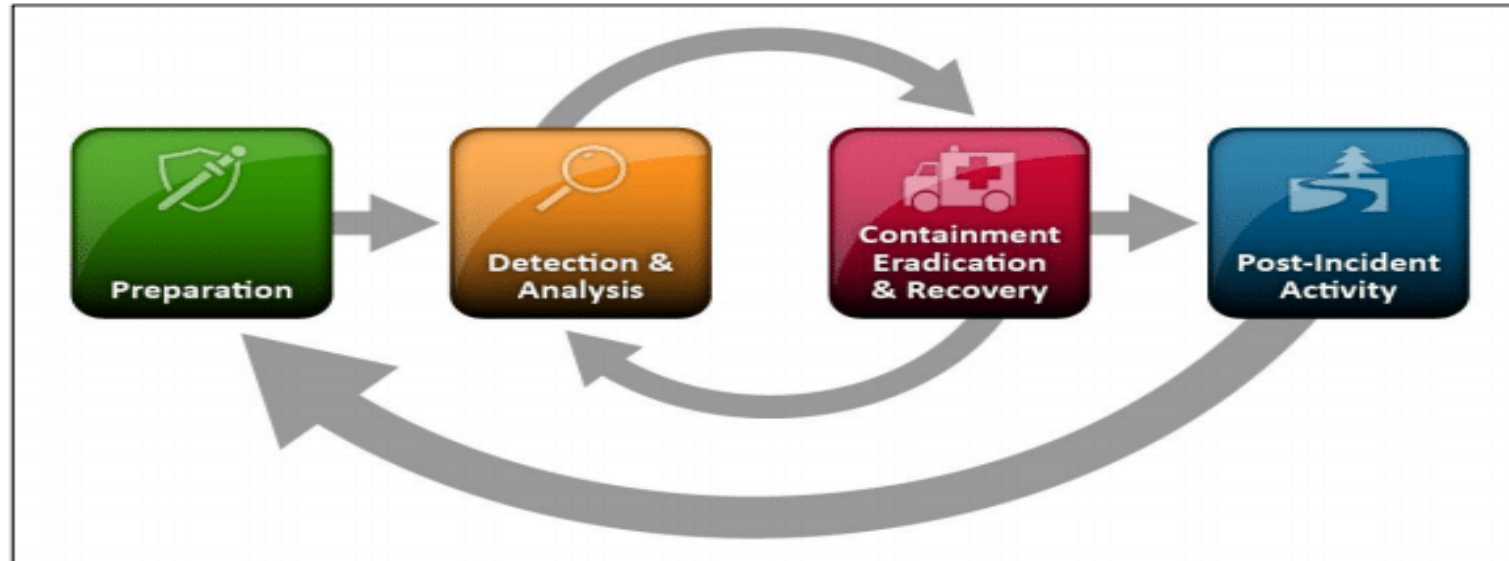 Preparation
Detection &
Analysis
Containment
Eradication
& Recovery
Post-Incident
Activity